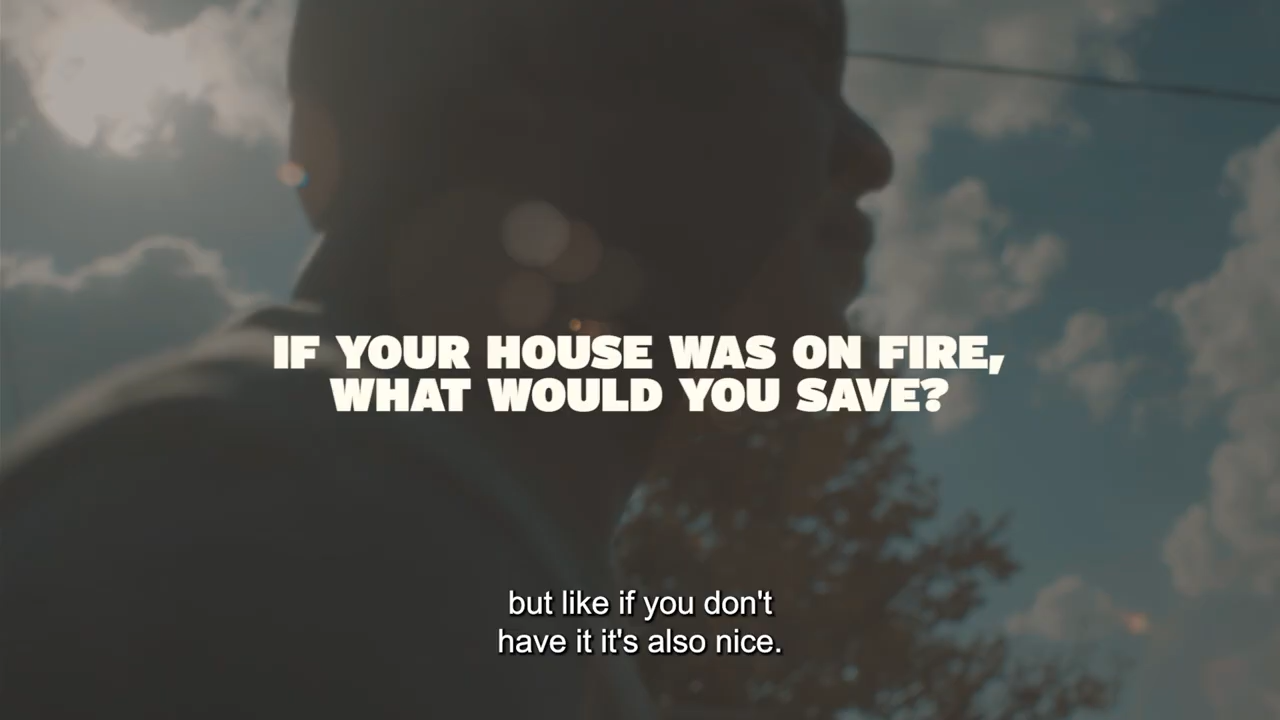 IF YOUR HOUSE WAS ON FIRE,
WHAT WOULD YOU SAVE?
but like if you don't
have it it's also nice.